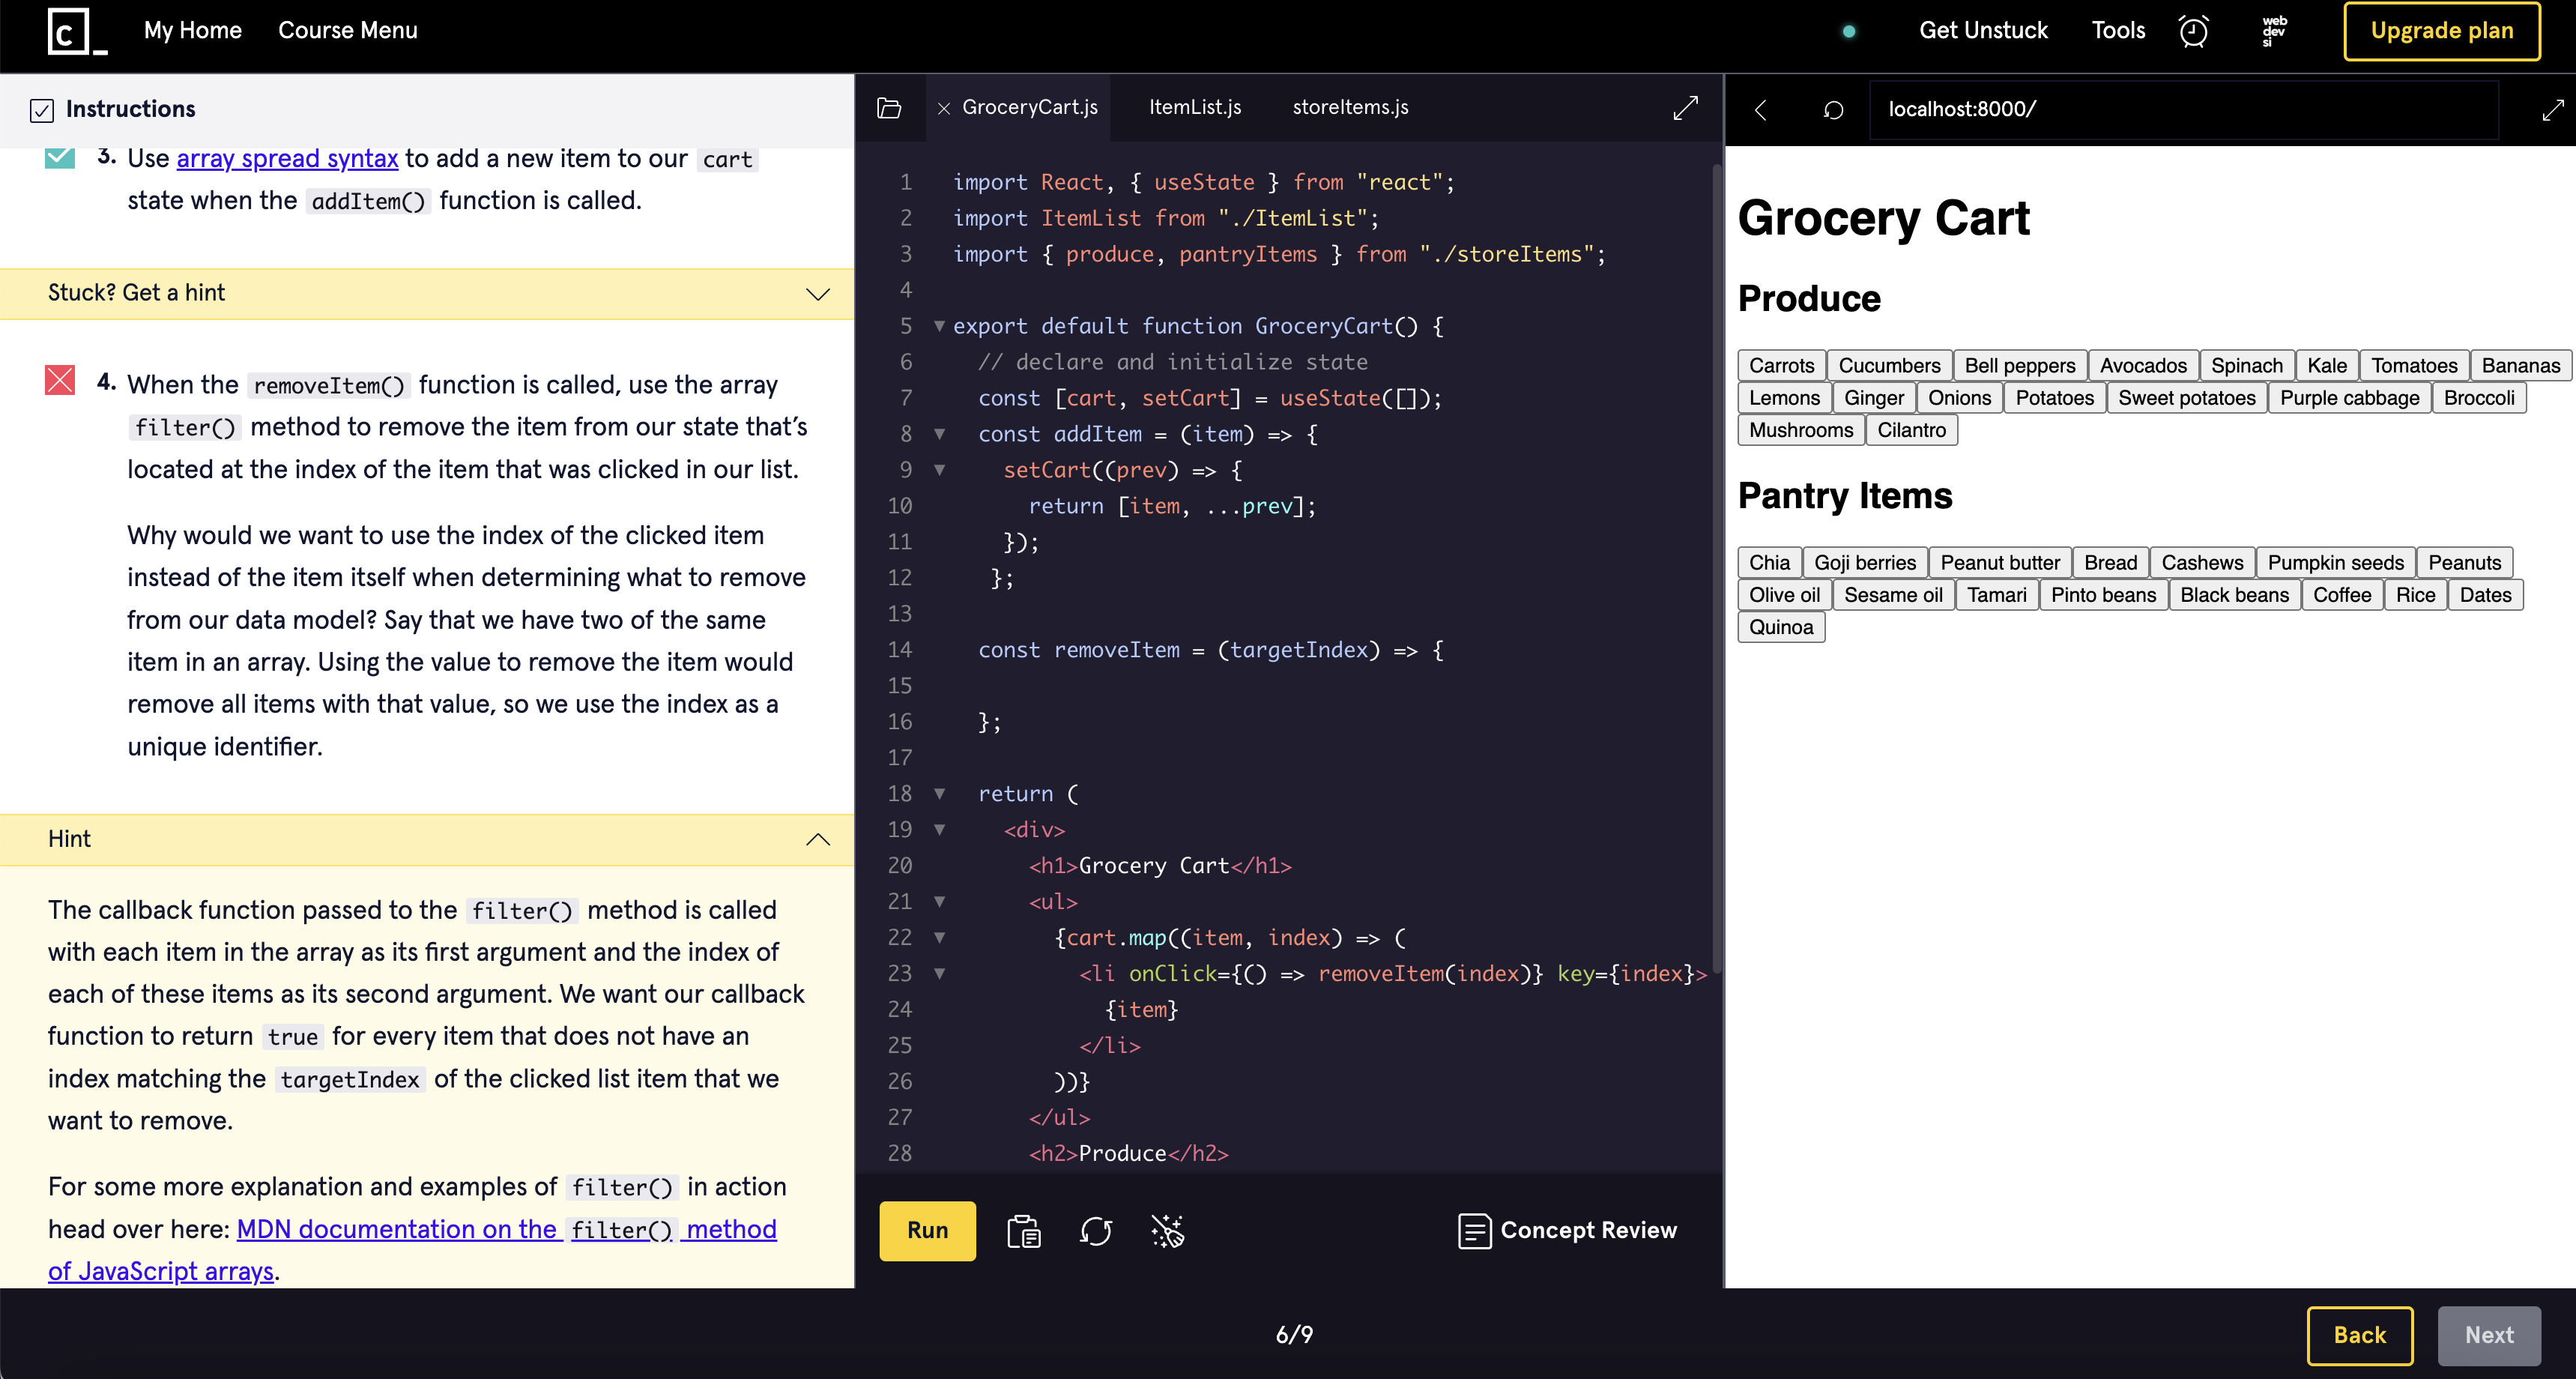 c_ My Home Course Menu Get Unstuck Tools web dev si Upgrade plan
Instructions
3. Use array spread syntax to add a new item to our cart
state when the addItem() function is called.
Stuck? Get a hint
4. When the removeItem() function is called, use the array
filter() method to remove the item from our state that’s
located at the index of the item that was clicked in our list.
Why would we want to use the index of the clicked item
instead of the item itself when determining what to remove
from our data model? Say that we have two of the same
item in an array. Using the value to remove the item would
remove all items with that value, so we use the index as a
unique identifier.
Hint
The callback function passed to the filter() method is called
with each item in the array as its first argument and the index of
each of these items as its second argument. We want our callback
function to return true for every item that does not have an
index matching the targetIndex of the clicked list item that we
want to remove.
For some more explanation and examples of filter() in action
head over here: MDN documentation on the filter() method
of JavaScript arrays.
GroceryCart.js ItemList.js storeItems.js
1 import React, { useState } from "react";
2 import ItemList from "./ItemList";
3 import { produce, pantryItems } from "./storeItems";
4
5 export default function GroceryCart() {
6 // declare and initialize state
7 const [cart, setCart] = useState([]);
8 const addItem = (item) => {
9 setCart((prev) => {
10 return [item, ...prev];
11 });
12 };
13
14 const removeItem = (targetIndex) => {
15
16 };
17
18 return (
19 <div>
20 <h1>Grocery Cart</h1>
21 <ul>
22 {cart.map((item, index) => (
23 <li onClick={() => removeItem(index)} key={index}>
24 {item}
25 </li>
26 ))}
27 </ul>
28 <h2>Produce</h2>
Run Concept Review
localhost:8000/
Grocery Cart
Produce
Carrots Cucumbers Bell peppers Avocados Spinach Kale Tomatoes Bananas
Lemons Ginger Onions Potatoes Sweet potatoes Purple cabbage Broccoli
Mushrooms Cilantro
Pantry Items
Chia Goji berries Peanut butter Bread Cashews Pumpkin seeds Peanuts
Olive oil Sesame oil Tamari Pinto beans Black beans Coffee Rice Dates
Quinoa
6/9 Back Next